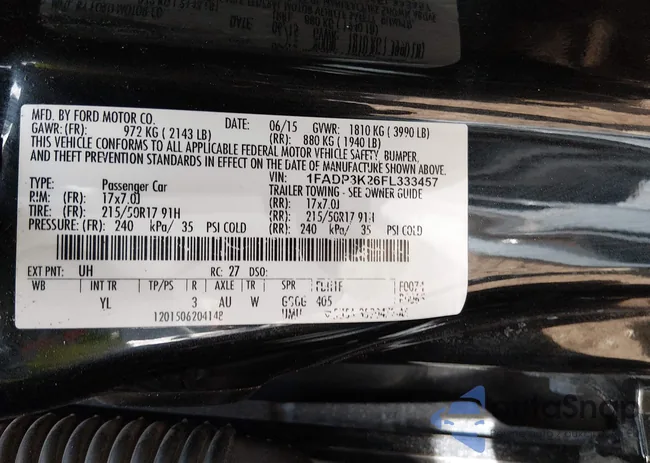 MFD. BY FORD MOTOR CO. DATE: 06/15 GVWR: 1810 KG ( 3990 LB)
GAWR: (FR): 972 KG ( 2143 LB) (RR): 880 KG ( 1940 LB)
THIS VEHICLE CONFORMS TO ALL APPLICABLE FEDERAL MOTOR VEHICLE SAFETY, BUMPER,
AND THEFT PREVENTION STANDARDS IN EFFECT ON THE DATE OF MANUFACTURE SHOWN ABOVE.
VIN: 1FADP3K26FL333457
TYPE: Passenger Car TRAILER TOWING - SEE OWNER GUIDE
RIM: (FR) 17x7.0J (RR): 17x7.0J
TIRE: (FR) 215/50R17 91H (RR): 215/50R17 91H
PRESSURE: (FR) 240 kPa/ 35 PSI COLD (RR): 240 kPa/ 35 PSI COLD
EXT PNT: UH RC: 27 DSO:
WB INT TR TP/PS R AXLE TR SPR
YL 3 AU W 405
1201506204142